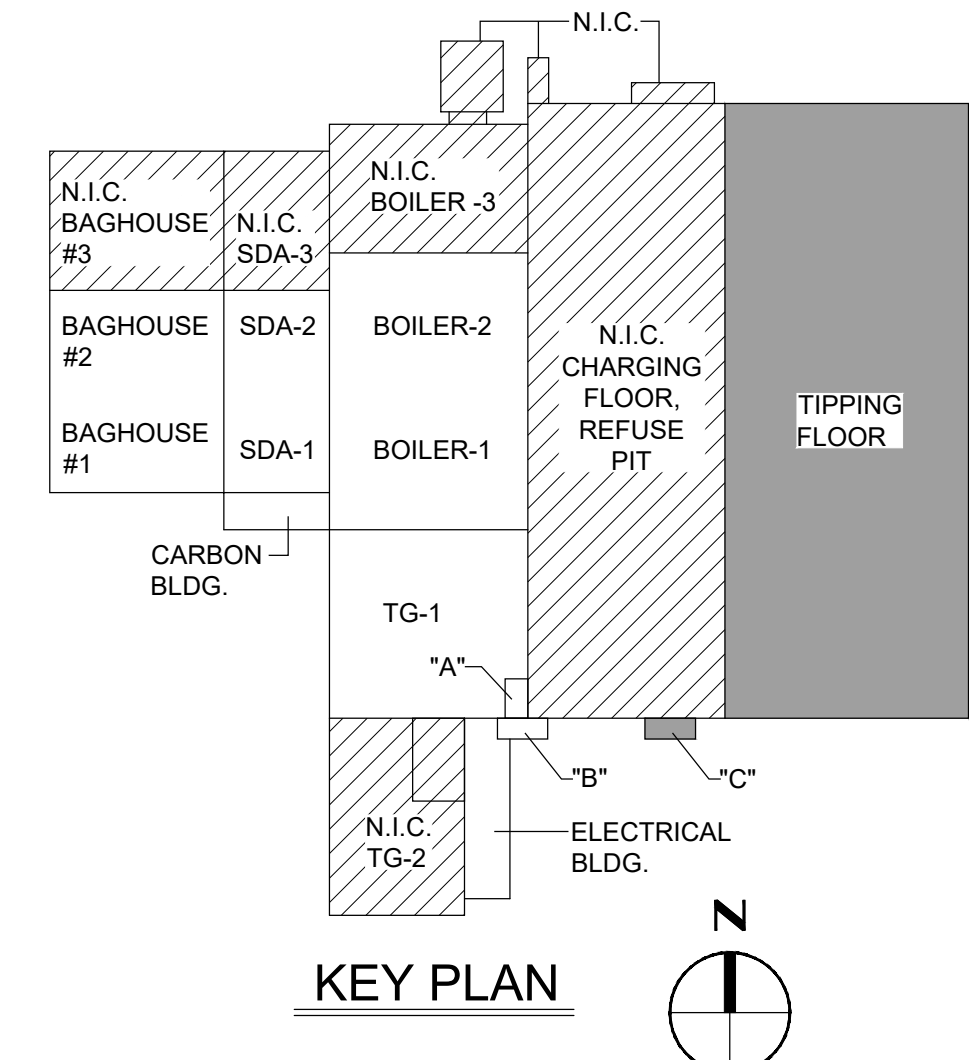 N.I.C.
N.I.C.
BOILER -3
N.I.C.
BAGHOUSE
#3
N.I.C.
SDA-3
BAGHOUSE
#2
SDA-2
BOILER-2
N.I.C.
CHARGING
FLOOR,
REFUSE
PIT
TIPPING
FLOOR
BAGHOUSE
#1
SDA-1
BOILER-1
CARBON
BLDG.
TG-1
"A"
"B"
"C"
N.I.C.
TG-2
ELECTRICAL
BLDG.
KEY PLAN
N